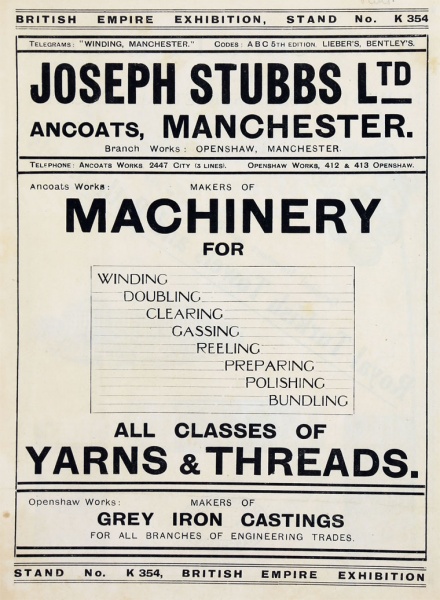 BRITISH EMPIRE EXHIBITION, STAND No. K 354
TELEGRAMS: "WINDING, MANCHESTER." CODES: A B C 5TH EDITION. LIEBER'S, BENTLEY'S.
JOSEPH STUBBS LTD
ANCOATS, MANCHESTER.
Branch Works: OPENSHAW, MANCHESTER.
TELEPHONE: ANCOATS WORKS 2447 CITY (3 LINES). OPENSHAW WORKS, 412 & 413 OPENSHAW.
Ancoats Works: MAKERS OF
MACHINERY
FOR
WINDING
DOUBLING
CLEARING
GASSING
REELING
PREPARING
POLISHING
BUNDLING
ALL CLASSES OF
YARNS & THREADS.
Openshaw Works: MAKERS OF
GREY IRON CASTINGS
FOR ALL BRANCHES OF ENGINEERING TRADES.
STAND No. K 354, BRITISH EMPIRE EXHIBITION